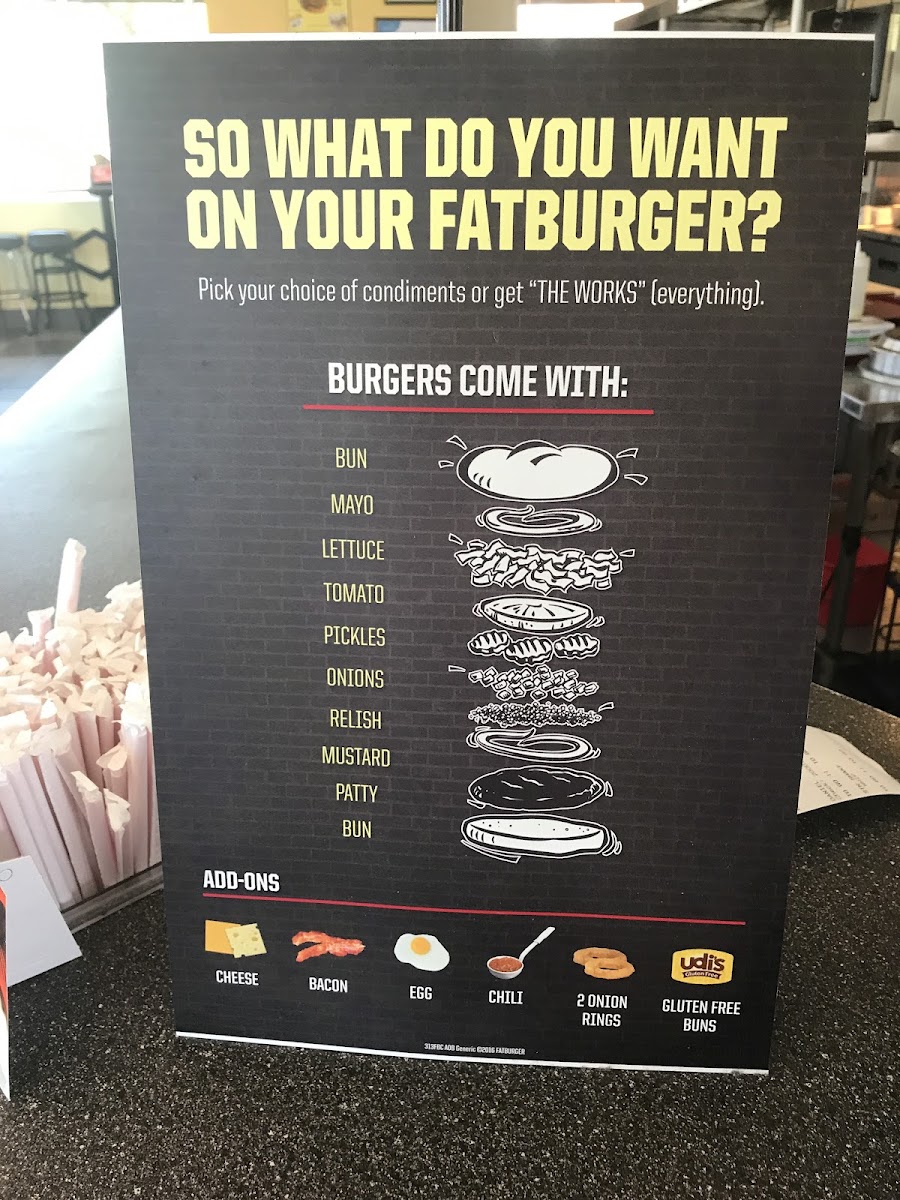 SO WHAT DO YOU WANT
ON YOUR FATBURGER?
Pick your choice of condiments or get “THE WORKS” (everything).
BURGERS COME WITH:
BUN
MAYO
LETTUCE
TOMATO
PICKLES
ONIONS
RELISH
MUSTARD
PATTY
BUN
ADD-ONS
CHEESE
BACON
EGG
CHILI
2 ONION
RINGS
udi's
Gluten Free
GLUTEN FREE
BUNS